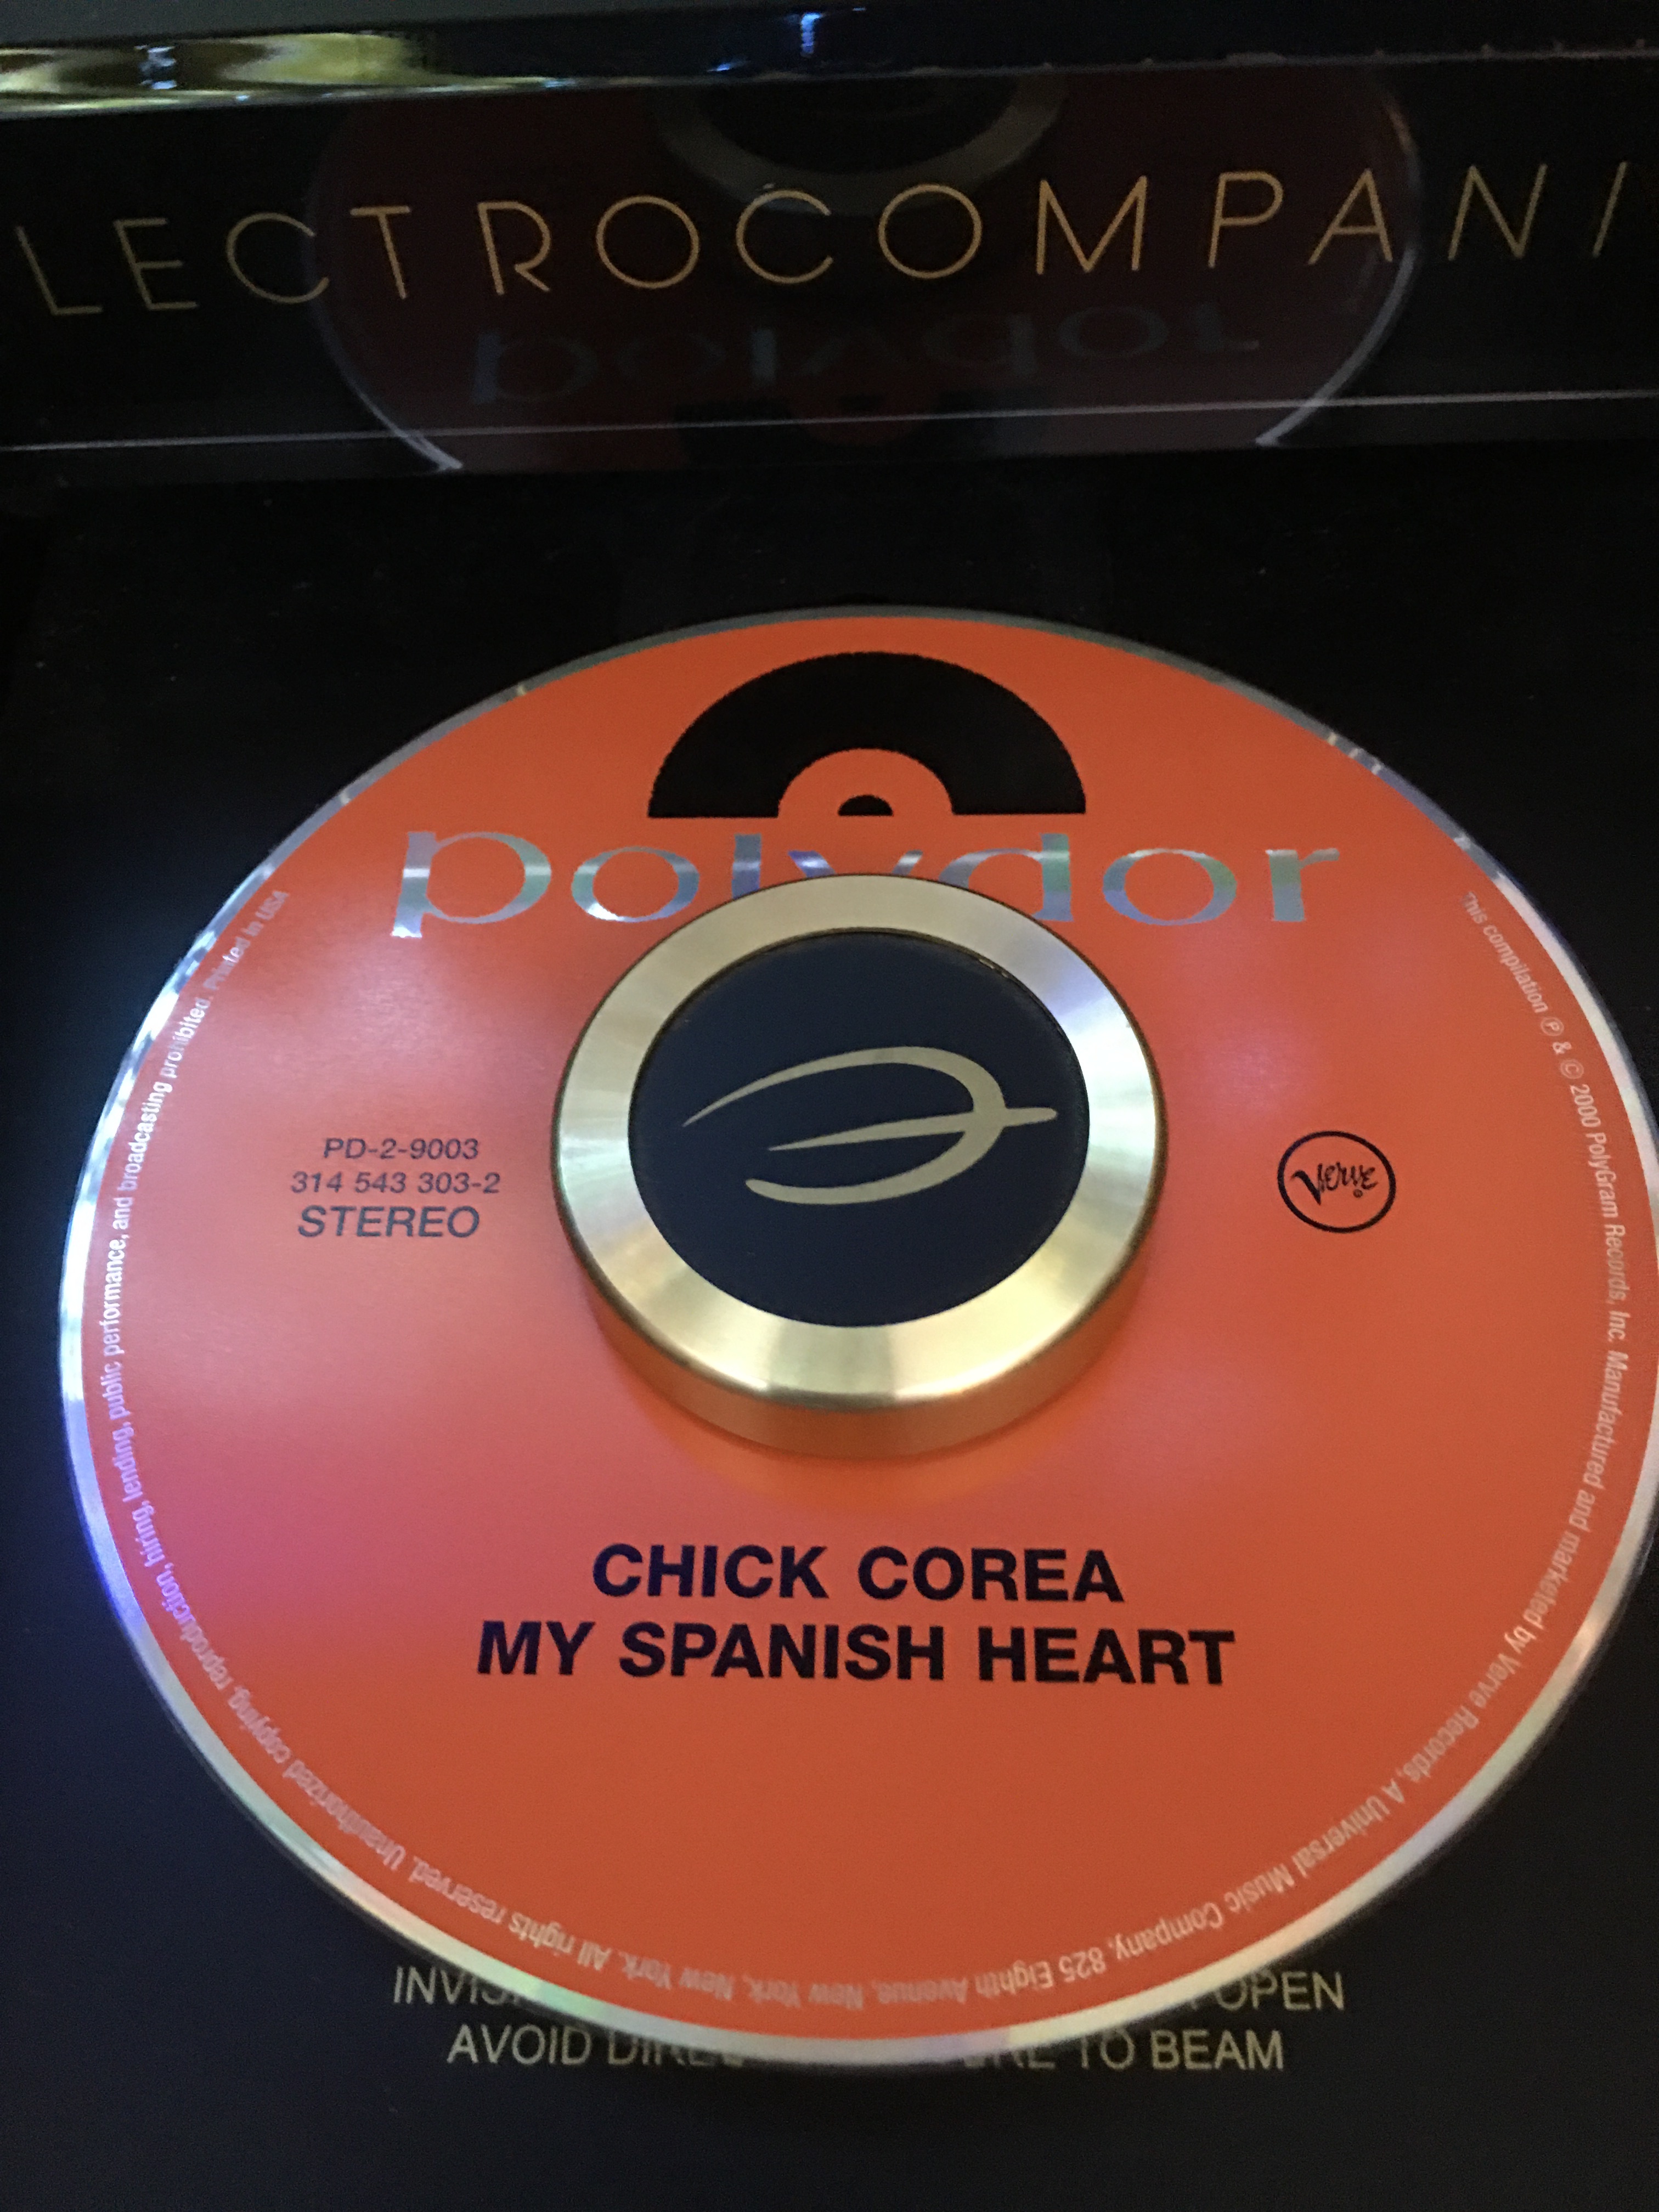 LECTROCOMPANI
polydor
polydor
PD-2-9003
314 543 303-2
STEREO
Verve
CHICK COREA
MY SPANISH HEART
This compilation ℗ & © 2000 PolyGram Records, Inc. Manufactured and marketed by Verve Records, A Universal Music Company, 825 Eighth Avenue, New York, New York. All rights reserved. Unauthorized copying, reproduction, hiring, lending, public performance, and broadcasting prohibited. Printed in USA
OPEN
AVOID TO BEAM